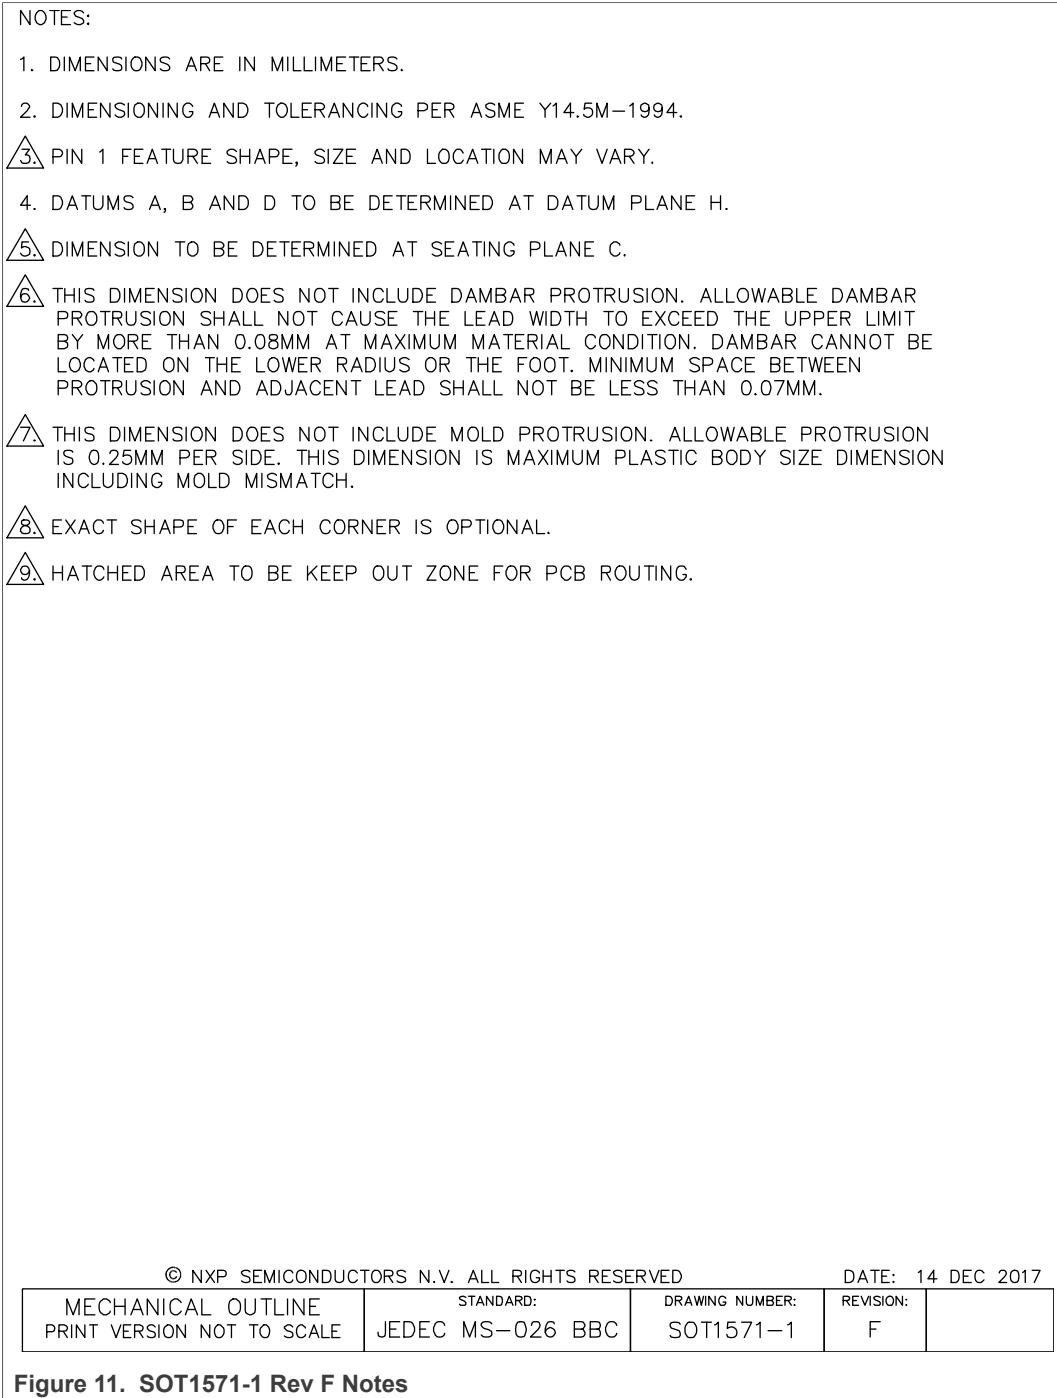 NOTES:
1. DIMENSIONS ARE IN MILLIMETERS.
2. DIMENSIONING AND TOLERANCING PER ASME Y14.5M-1994.
3. PIN 1 FEATURE SHAPE, SIZE AND LOCATION MAY VARY.
4. DATUMS A, B AND D TO BE DETERMINED AT DATUM PLANE H.
5. DIMENSION TO BE DETERMINED AT SEATING PLANE C.
6. THIS DIMENSION DOES NOT INCLUDE DAMBAR PROTRUSION. ALLOWABLE DAMBAR
PROTRUSION SHALL NOT CAUSE THE LEAD WIDTH TO EXCEED THE UPPER LIMIT
BY MORE THAN 0.08MM AT MAXIMUM MATERIAL CONDITION. DAMBAR CANNOT BE
LOCATED ON THE LOWER RADIUS OR THE FOOT. MINIMUM SPACE BETWEEN
PROTRUSION AND ADJACENT LEAD SHALL NOT BE LESS THAN 0.07MM.
7. THIS DIMENSION DOES NOT INCLUDE MOLD PROTRUSION. ALLOWABLE PROTRUSION
IS 0.25MM PER SIDE. THIS DIMENSION IS MAXIMUM PLASTIC BODY SIZE DIMENSION
INCLUDING MOLD MISMATCH.
8. EXACT SHAPE OF EACH CORNER IS OPTIONAL.
9. HATCHED AREA TO BE KEEP OUT ZONE FOR PCB ROUTING.
© NXP SEMICONDUCTORS N.V. ALL RIGHTS RESERVED DATE: 14 DEC 2017
MECHANICAL OUTLINE
PRINT VERSION NOT TO SCALE
STANDARD:
JEDEC MS-026 BBC
DRAWING NUMBER:
SOT1571-1
REVISION:
F
Figure 11. SOT1571-1 Rev F Notes